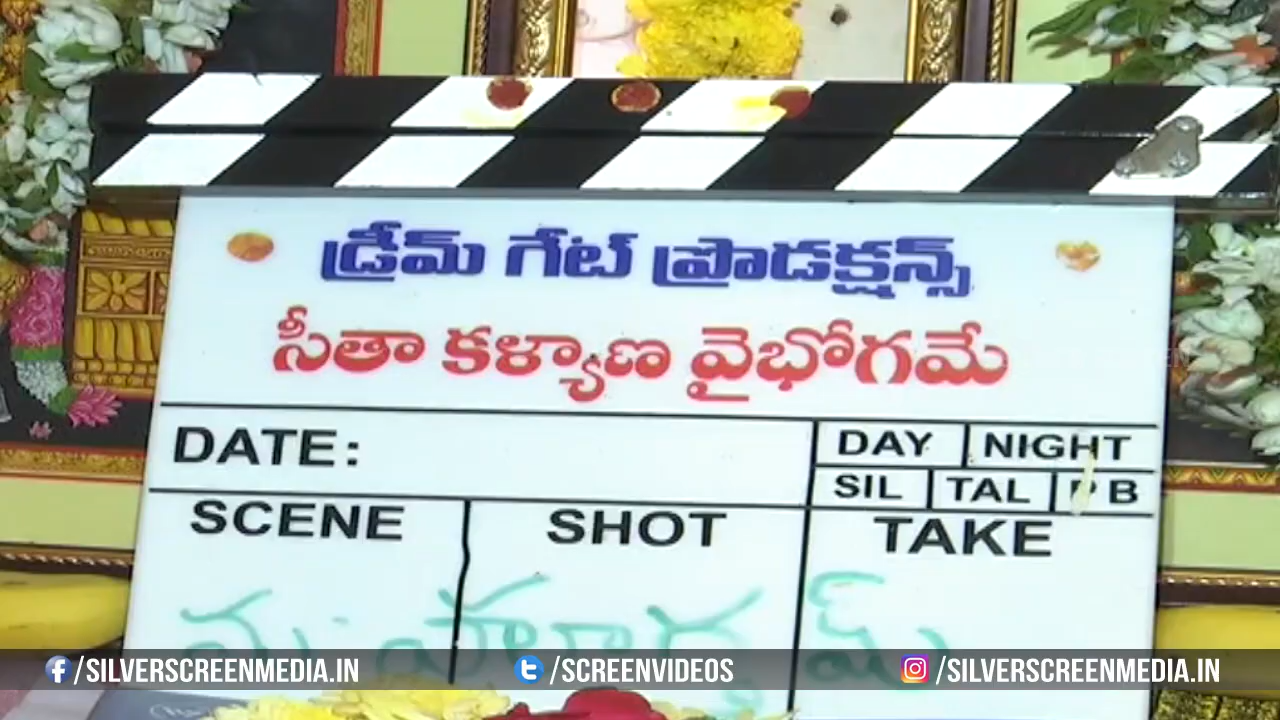 డ్రీమ్ గేట్ ప్రొడక్షన్స్
సీతా కళ్యాణ వైభోగమే
DATE:
DAY NIGHT
SIL TAL P B
SCENE SHOT TAKE
/SILVERSCREENMEDIA.IN /SCREENVIDEOS /SILVERSCREENMEDIA.IN